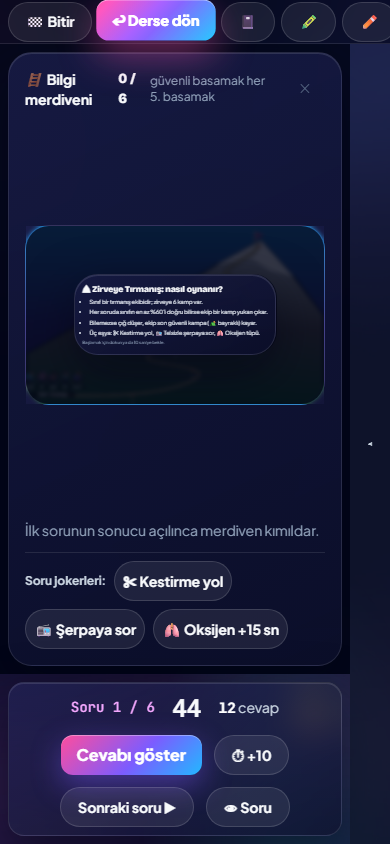 Bitir
Derse dön
Bilgi merdiveni
0 / 6
güvenli basamak her 5. basamak
×
Zirveye Tırmanış: nasıl oynanır?
Sınıf bir tırmanış ekibidir; zirveye 6 kamp var.
Her soruda sınıfın en az %60'ı doğru bilirse ekip bir kamp yukarı çıkar.
Bilemezse çığ düşer, ekip son güvenli kampa( bayraklı) kayar.
Üç eşya: Kestirme yol, Telsizle şerpaya sor, Oksijen tüpü.
İlk sorunun sonucu açılınca merdiven kımıldar.
Soru jokerleri:
Kestirme yol
Şerpaya sor
Oksijen +15 sn
Soru 1 / 6
44
12 cevap
Cevabı göster
+10
Sonraki soru
Soru